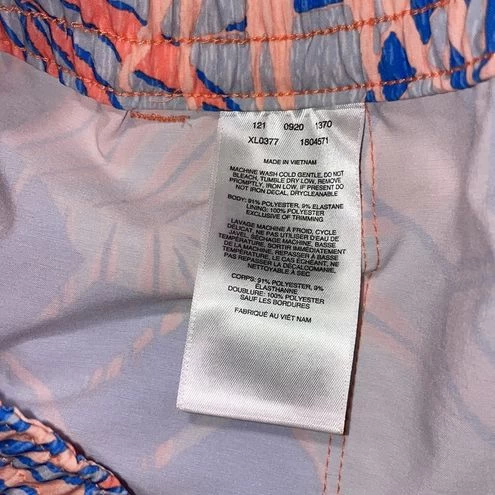 121 0920 1370
XL0377 1804571
MADE IN VIETNAM
MACHINE WASH COLD GENTLE, DO NOT
BLEACH, TUMBLE DRY LOW, REMOVE
PROMPTLY, IRON LOW, IF PRESENT DO
NOT IRON DECAL, DRYCLEANABLE
BODY: 91% POLYESTER, 9% ELASTANE
LINING: 100% POLYESTER
EXCLUSIVE OF TRIMMING
LAVAGE MACHINE À FROID, CYCLE
DÉLICAT, NE PAS UTILISER D'EAU DE
JAVEL, SÉCHAGE MACHINE, BASSE
TEMPÉRATURE, SORTIR IMMÉDIATEMENT
DE LA MACHINE, REPASSER À BASSE
TEMPÉRATURE, LE CAS ÉCHÉANT, NE
REPASSER PAS LA DÉCALCOMANIE,
NETTOYABLE À SEC
CORPS: 91% POLYESTER, 9%
ÉLASTHANNE
DOUBLURE: 100% POLYESTER
SAUF LES BORDURES
FABRIQUÉ AU VIÊT NAM